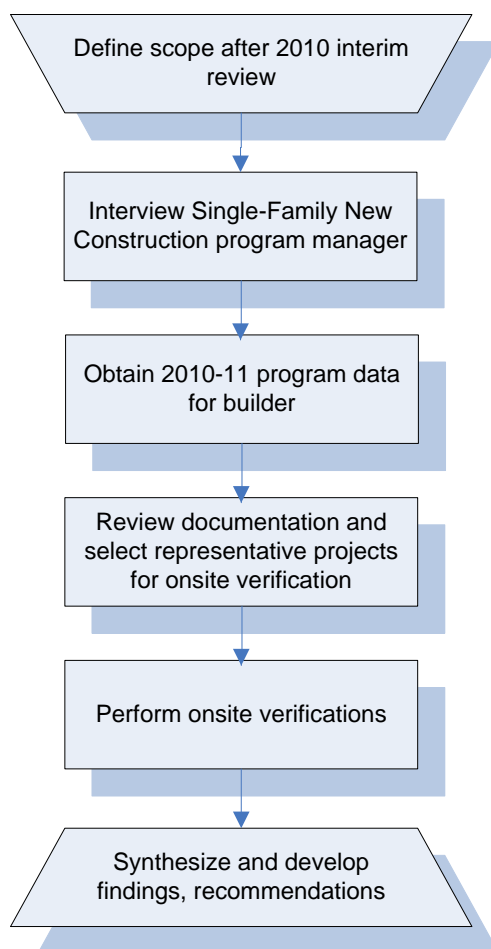 Define scope after 2010 interim
review
Interview Single-Family New
Construction program manager
Obtain 2010-11 program data
for builder
Review documentation and
select representative projects
for onsite verification
Perform onsite verifications
Synthesize and develop
findings, recommendations